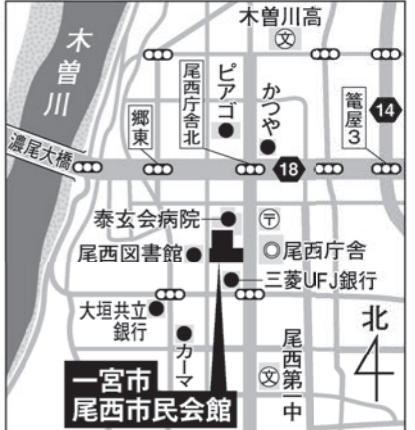 木曽川高
文
木曽川
尾西庁舎北
ピアゴ
かつや
籠屋3
14
郷東
濃尾大橋
18
泰玄会病院
〒
尾西図書館
◎尾西庁舎
三菱UFJ銀行
大垣共立
銀行
カーマ
北
尾西第一中
文
一宮市
尾西市民会館